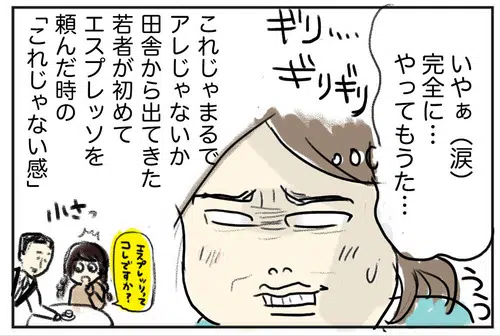 いやぁ（涙）
完全に…
やってもうた…
ギリ…
ギリギリ
これじゃまるで
アレじゃないか
田舎から出てきた
若者が初めて
エスプレッソを
頼んだ時の
「これじゃない感」
うう
小さっ
エスプレッソって
コレですか？